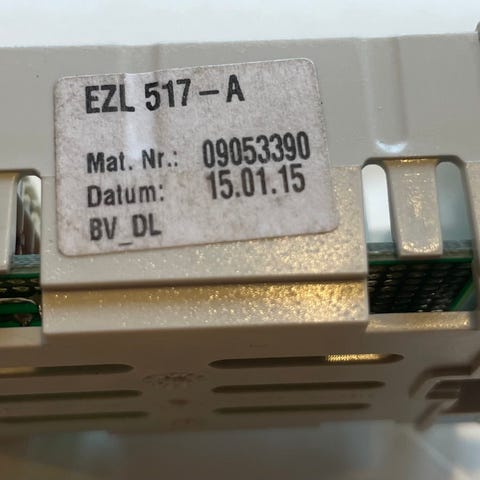 EZL 517-A
Mat. Nr.: 09053390
Datum: 15.01.15
BV_DL